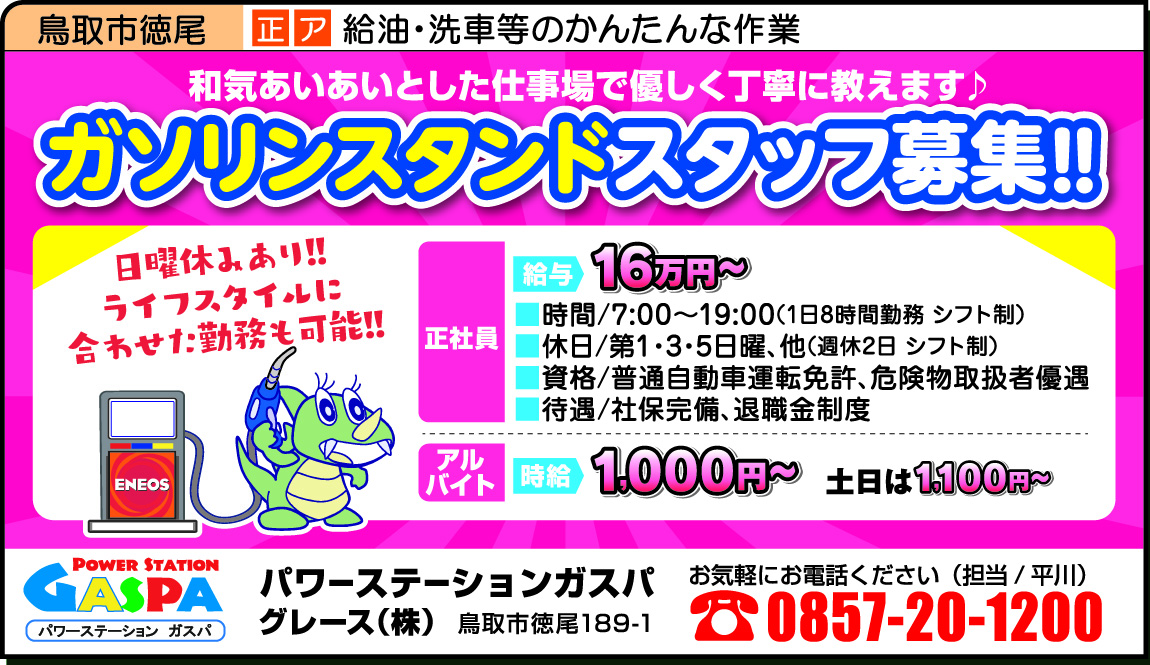 鳥取市徳尾 正 ア 給油・洗車等のかんたんな作業
和気あいあいとした仕事場で優しく丁寧に教えます♪
ガソリンスタンドスタッフ募集!!
日曜休みあり!!
ライフスタイルに
合わせた勤務も可能!!
ENEOS
正社員
給与 16万円〜
■時間/7:00〜19:00(1日8時間勤務 シフト制)
■休日/第1・3・5日曜、他(週休2日 シフト制)
■資格/普通自動車運転免許、危険物取扱者優遇
■待遇/社保完備、退職金制度
アル
バイト
時給 1,000円〜 土日は1,100円〜
POWER STATION
GASPA
パワーステーション ガスパ
パワーステーションガスパ
グレース(株) 鳥取市徳尾189-1
お気軽にお電話ください(担当/平川)
☎0857-20-1200